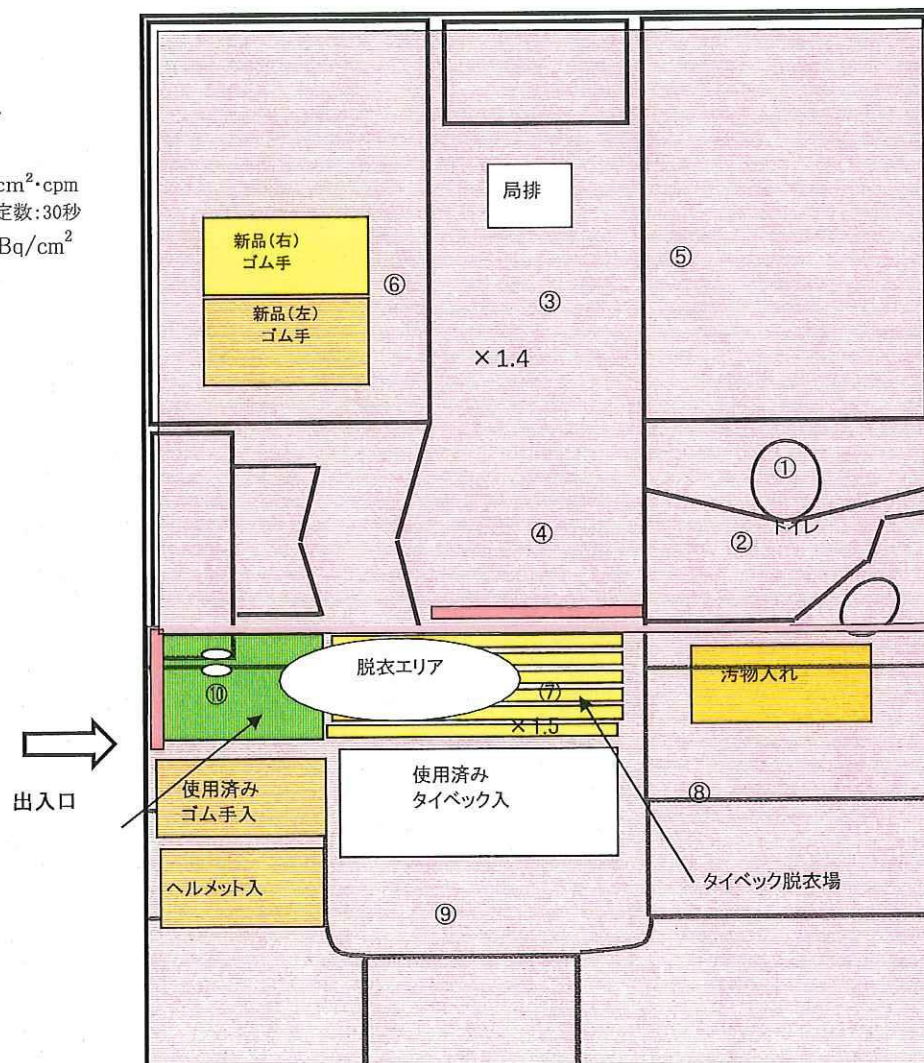 cm²・cpm
定数:30秒
Bq/cm²
局排
新品(右)
ゴム手
⑥
⑤
③
新品(左)
ゴム手
×1.4
①
トイレ
④
②
脱衣エリア
汚物入れ
⑩
(7)
×1.5
出入口
使用済み
ゴム手入
使用済み
タイベック入
⑧
ヘルメット入
タイベック脱衣場
⑨